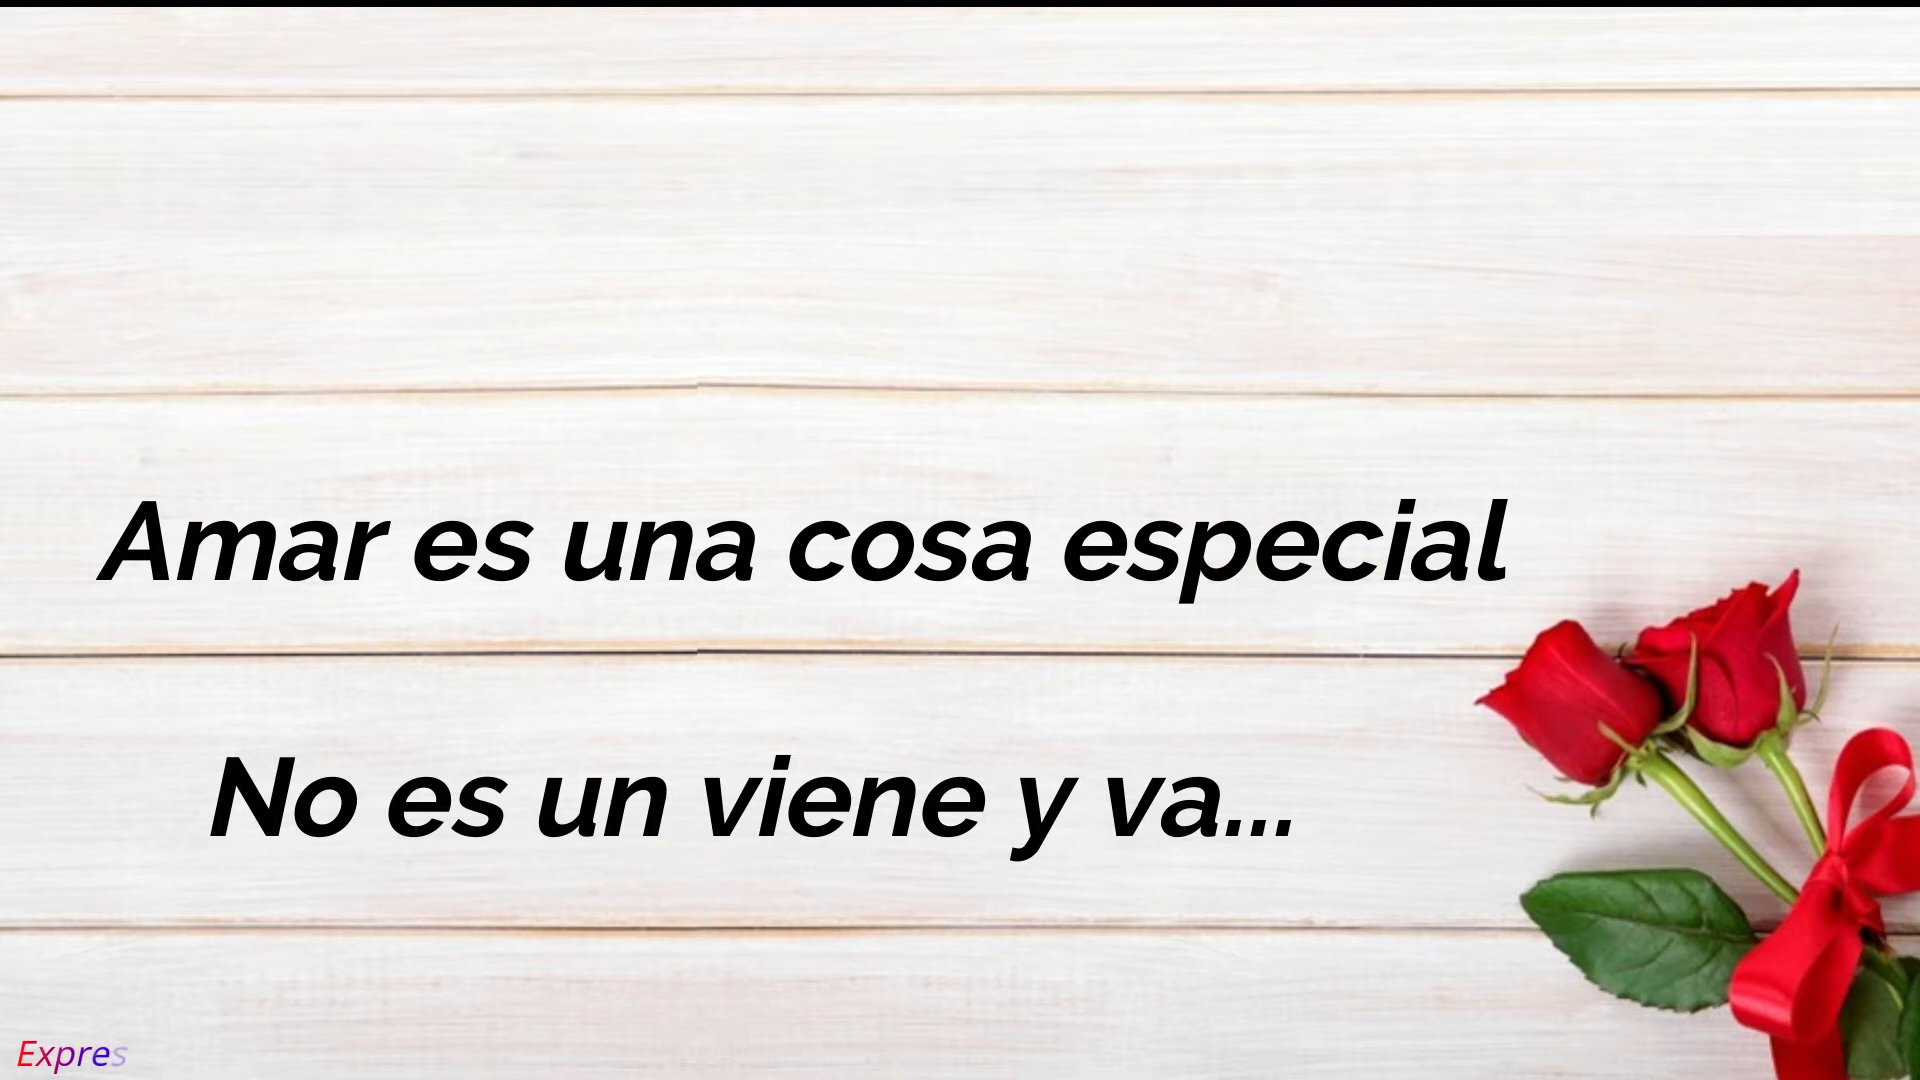 Amar es una cosa especial
No es un viene y va...
Expres